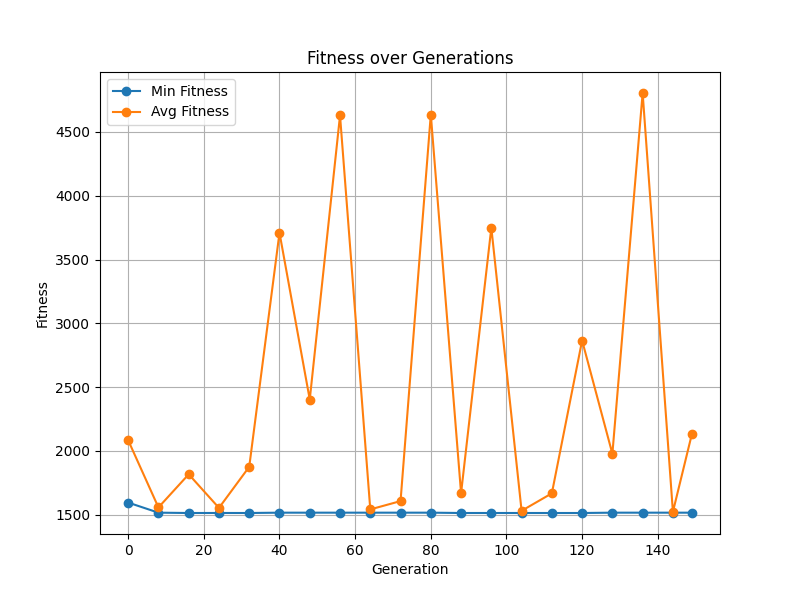 Fitness over Generations
Min Fitness
Avg Fitness
4500
4000
3500
3000
2500
2000
1500
Fitness
0 20 40 60 80 100 120 140
Generation